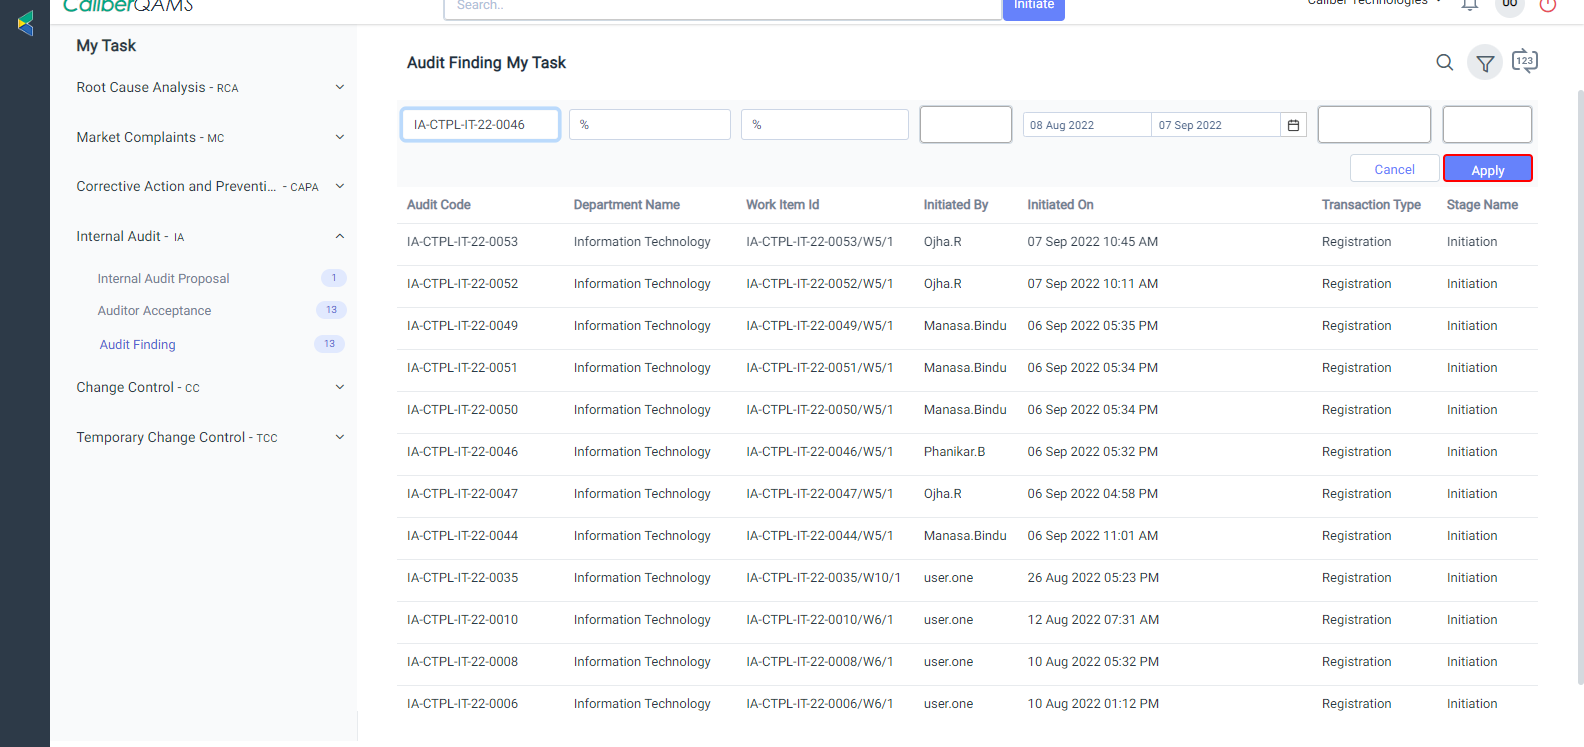 CaliberQAMS
Search..
Initiate
Caliber Technologies
My Task
Root Cause Analysis - RCA
Market Complaints - MC
Corrective Action and Preventi... - CAPA
Internal Audit - IA
Internal Audit Proposal 1
Auditor Acceptance 13
Audit Finding 13
Change Control - CC
Temporary Change Control - TCC
Audit Finding My Task
123
IA-CTPL-IT-22-0046 % % 08 Aug 2022 07 Sep 2022
Cancel Apply
Audit Code Department Name Work Item Id Initiated By Initiated On Transaction Type Stage Name
IA-CTPL-IT-22-0053 Information Technology IA-CTPL-IT-22-0053/W5/1 Ojha.R 07 Sep 2022 10:45 AM Registration Initiation
IA-CTPL-IT-22-0052 Information Technology IA-CTPL-IT-22-0052/W5/1 Ojha.R 07 Sep 2022 10:11 AM Registration Initiation
IA-CTPL-IT-22-0049 Information Technology IA-CTPL-IT-22-0049/W5/1 Manasa.Bindu 06 Sep 2022 05:35 PM Registration Initiation
IA-CTPL-IT-22-0051 Information Technology IA-CTPL-IT-22-0051/W5/1 Manasa.Bindu 06 Sep 2022 05:34 PM Registration Initiation
IA-CTPL-IT-22-0050 Information Technology IA-CTPL-IT-22-0050/W5/1 Manasa.Bindu 06 Sep 2022 05:34 PM Registration Initiation
IA-CTPL-IT-22-0046 Information Technology IA-CTPL-IT-22-0046/W5/1 Phanikar.B 06 Sep 2022 05:32 PM Registration Initiation
IA-CTPL-IT-22-0047 Information Technology IA-CTPL-IT-22-0047/W5/1 Ojha.R 06 Sep 2022 04:58 PM Registration Initiation
IA-CTPL-IT-22-0044 Information Technology IA-CTPL-IT-22-0044/W5/1 Manasa.Bindu 06 Sep 2022 11:01 AM Registration Initiation
IA-CTPL-IT-22-0035 Information Technology IA-CTPL-IT-22-0035/W10/1 user.one 26 Aug 2022 05:23 PM Registration Initiation
IA-CTPL-IT-22-0010 Information Technology IA-CTPL-IT-22-0010/W6/1 user.one 12 Aug 2022 07:31 AM Registration Initiation
IA-CTPL-IT-22-0008 Information Technology IA-CTPL-IT-22-0008/W6/1 user.one 10 Aug 2022 05:32 PM Registration Initiation
IA-CTPL-IT-22-0006 Information Technology IA-CTPL-IT-22-0006/W6/1 user.one 10 Aug 2022 01:12 PM Registration Initiation